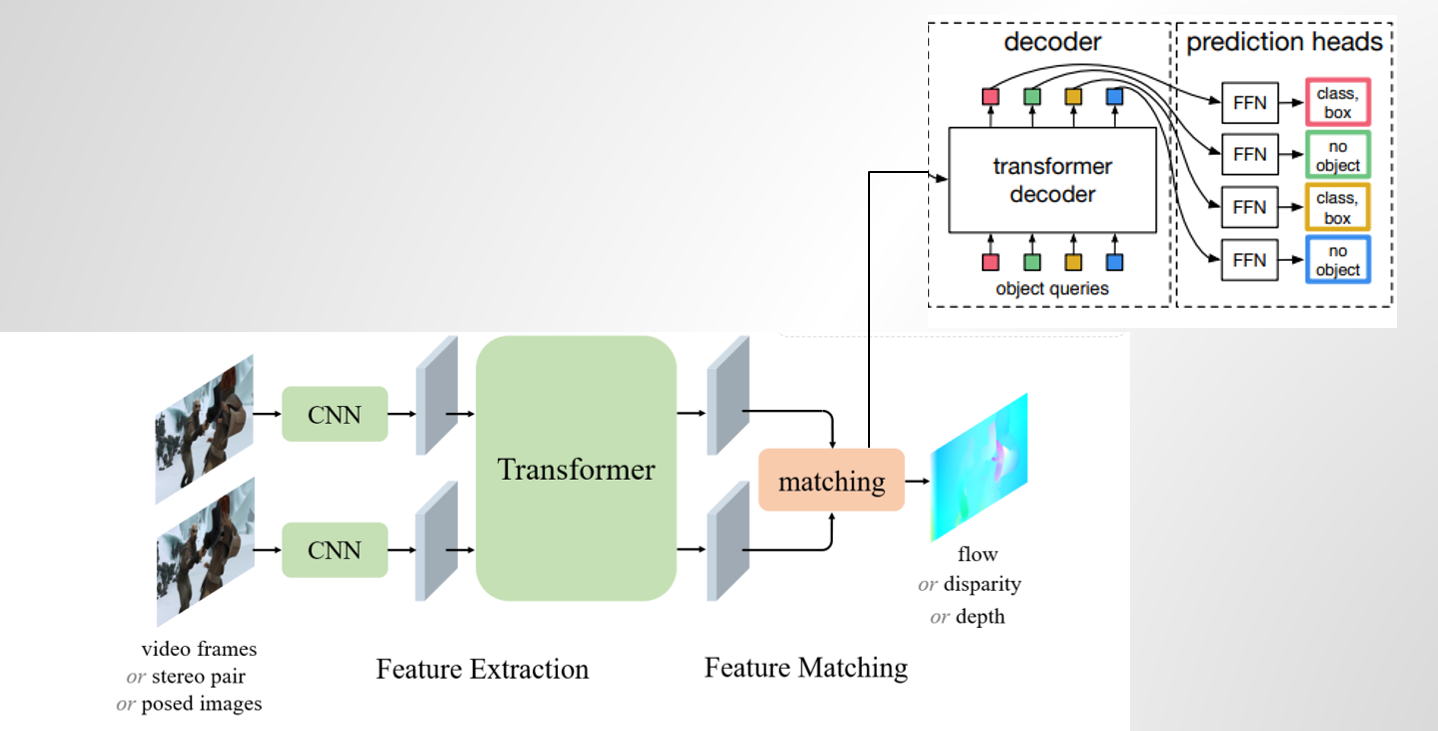 decoder
prediction heads
FFN
class,
box
FFN
no
object
transformer
decoder
FFN
class,
box
FFN
no
object
object queries
CNN
Transformer
matching
CNN
flow
or disparity
or depth
video frames
or stereo pair
or posed images
Feature Extraction
Feature Matching